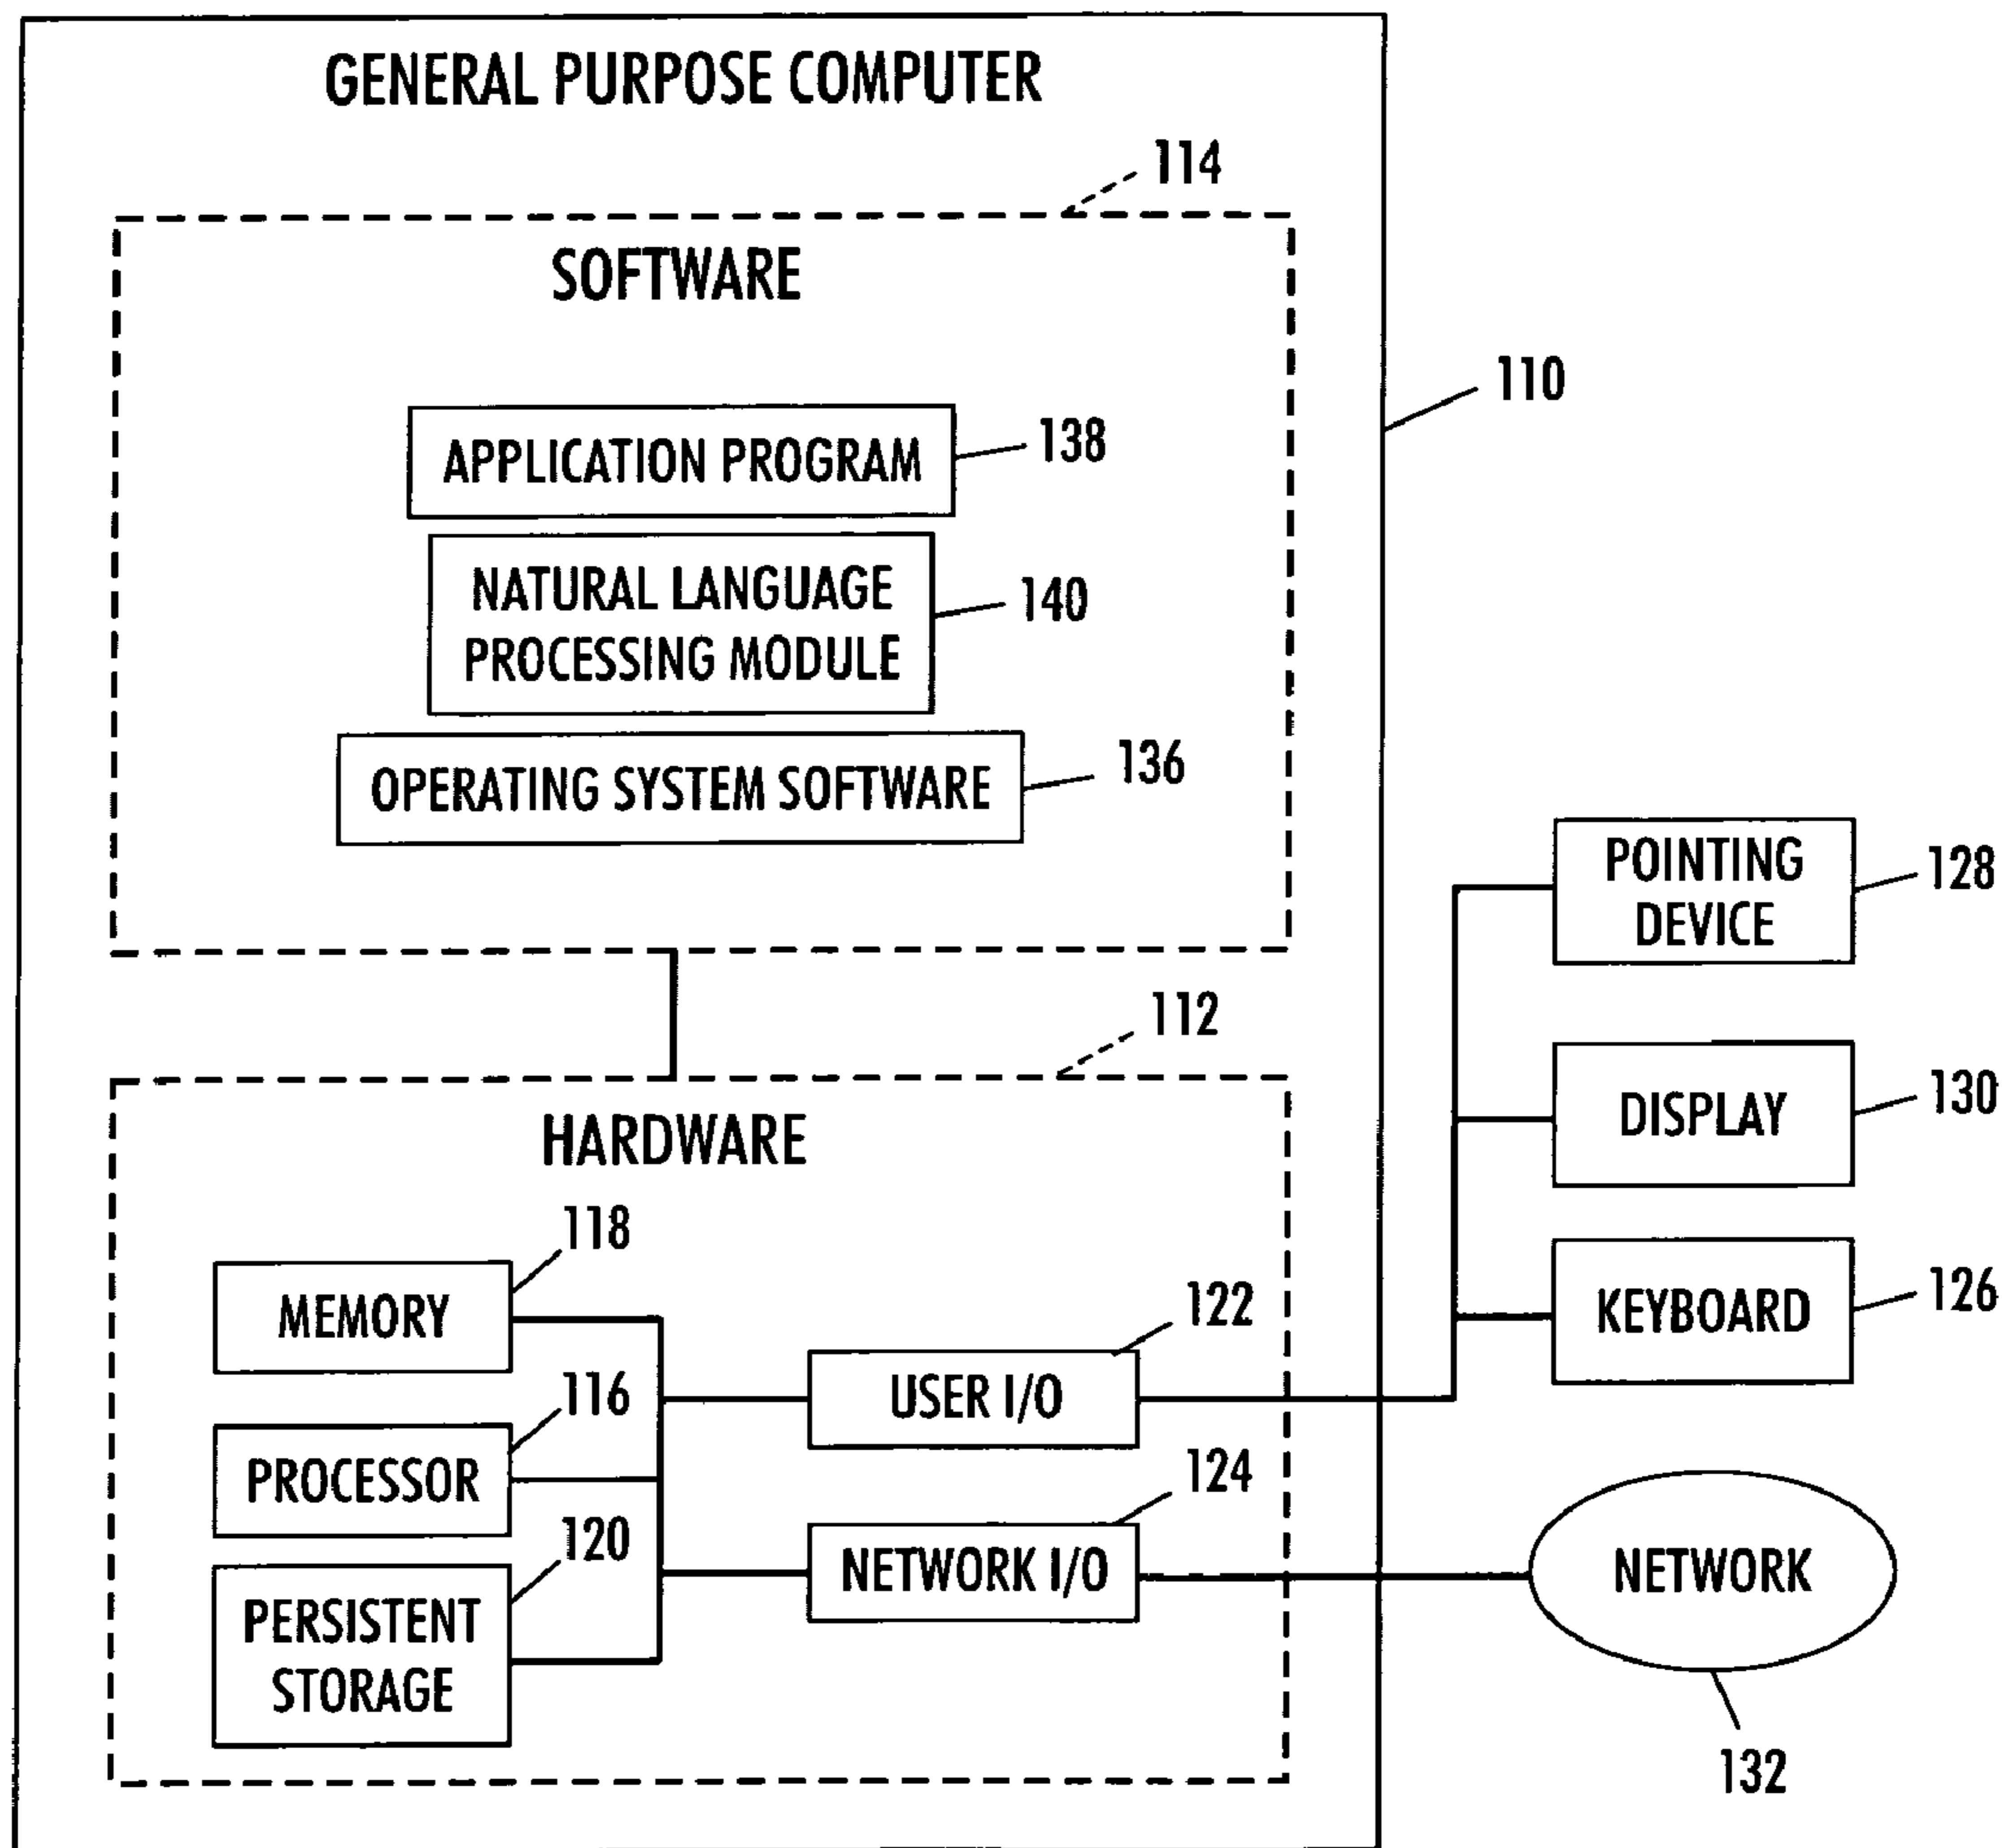 GENERAL PURPOSE COMPUTER
114
SOFTWARE
110
APPLICATION PROGRAM
138
NATURAL LANGUAGE
PROCESSING MODULE
140
OPERATING SYSTEM SOFTWARE
136
POINTING
DEVICE
128
112
HARDWARE
DISPLAY
130
118
MEMORY
122
USER I/O
KEYBOARD
126
116
PROCESSOR
124
NETWORK I/O
120
PERSISTENT
STORAGE
NETWORK
132